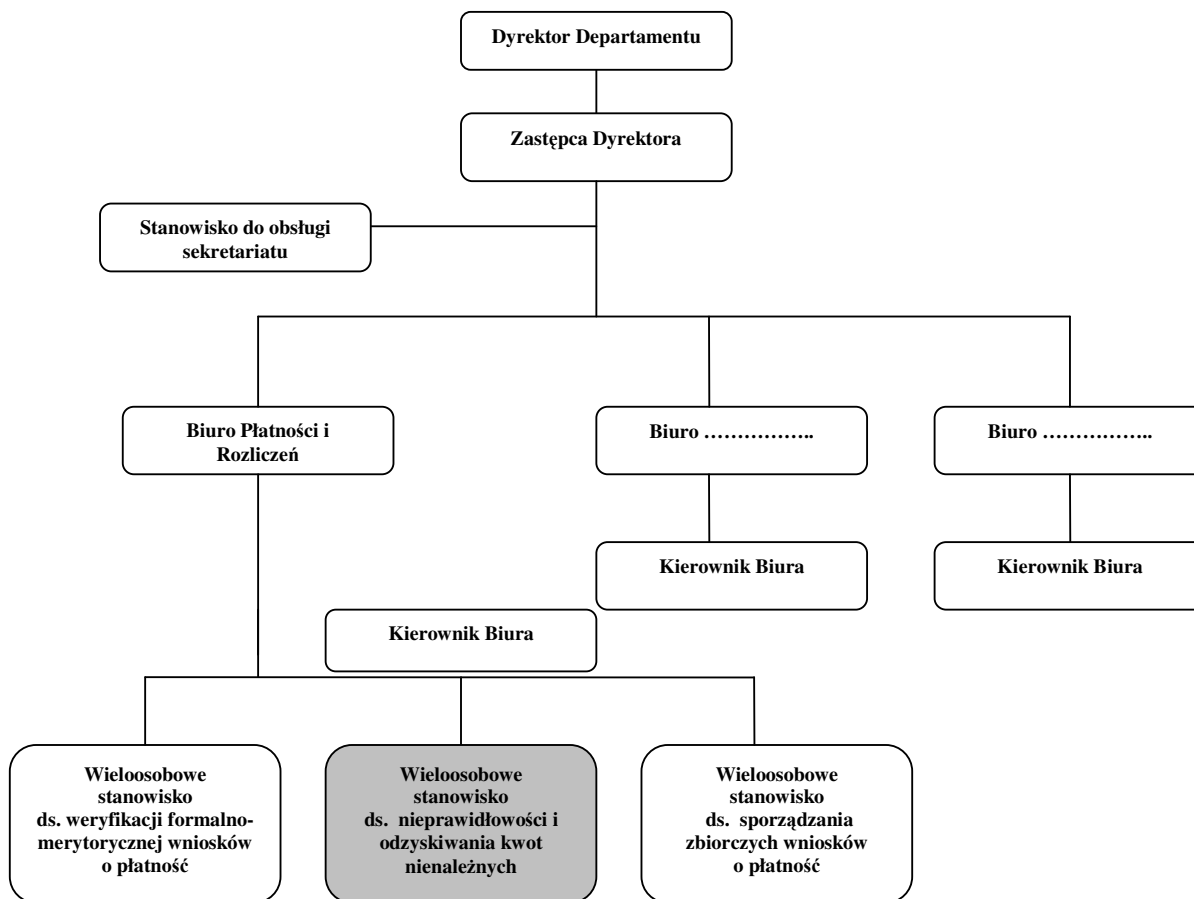 Dyrektor Departamentu
Zastępca Dyrektora
Stanowisko do obsługi
sekretariatu
Biuro Płatności i
Rozliczeń
Biuro ……………..
Biuro ……………..
Kierownik Biura
Kierownik Biura
Kierownik Biura
Wieloosobowe
stanowisko
ds. weryfikacji formalno-
merytorycznej wniosków
o płatność
Wieloosobowe
stanowisko
ds.  nieprawidłowości i
odzyskiwania kwot
nienależnych
Wieloosobowe
stanowisko
ds.  sporządzania
zbiorczych wniosków
o płatność